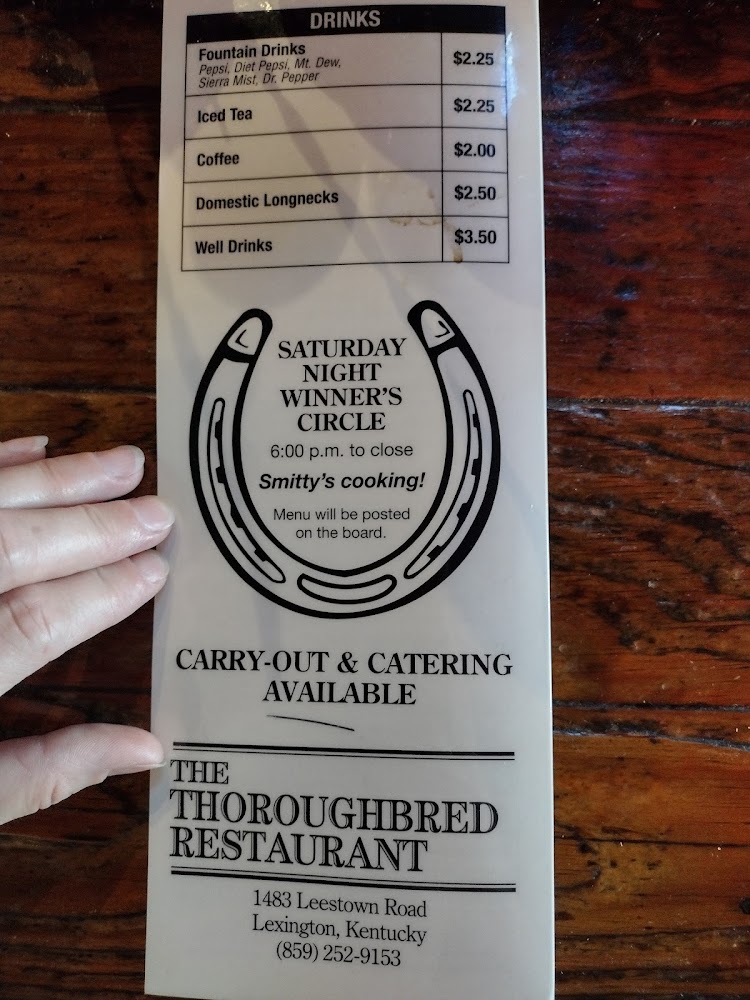 DRINKS
Fountain Drinks
Pepsi, Diet Pepsi, Mt. Dew,
Sierra Mist, Dr. Pepper
$2.25
Iced Tea $2.25
Coffee $2.00
Domestic Longnecks $2.50
Well Drinks $3.50
SATURDAY
NIGHT
WINNER'S
CIRCLE
6:00 p.m. to close
Smitty's cooking!
Menu will be posted
on the board.
CARRY-OUT & CATERING
AVAILABLE
THE
THOROUGHBRED
RESTAURANT
1483 Leestown Road
Lexington, Kentucky
(859) 252-9153